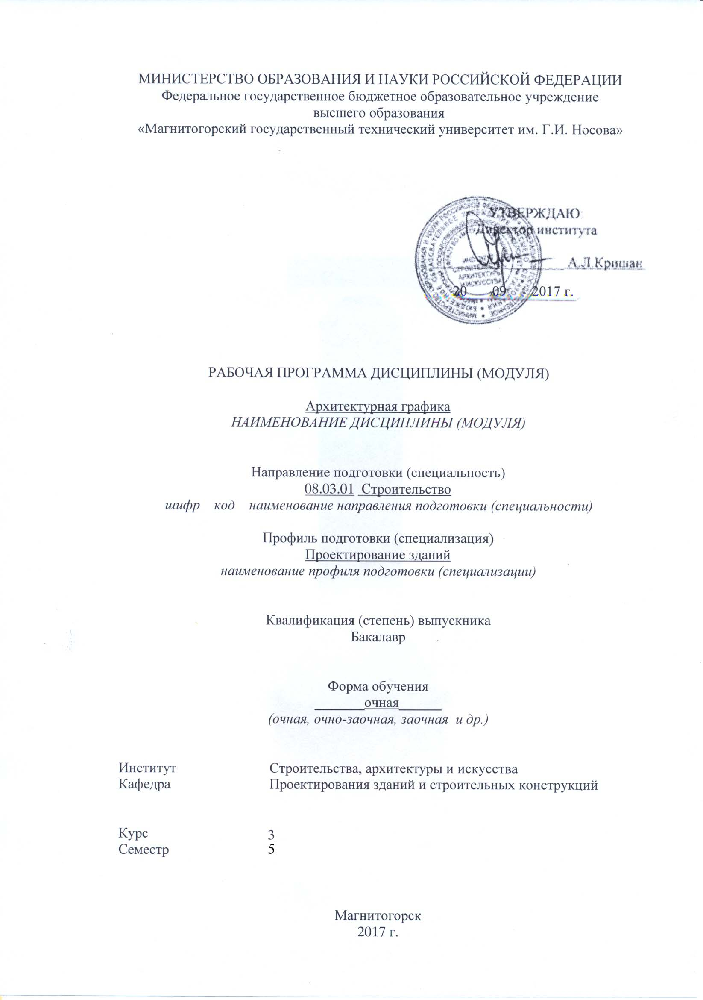 МИНИСТЕРСТВО ОБРАЗОВАНИЯ И НАУКИ РОССИЙСКОЙ ФЕДЕРАЦИИ
Федеральное государственное бюджетное образовательное учреждение
высшего образования
«Магнитогорский государственный технический университет им. Г.И. Носова»
УТВЕРЖДАЮ:
Директор института
А.Л.Кришан
20 09 2017 г.
ИНСТИТУТ
АРХИТЕКТУРЫ
И ИСКУССТВА
РАБОЧАЯ ПРОГРАММА ДИСЦИПЛИНЫ (МОДУЛЯ)
Архитектурная графика
НАИМЕНОВАНИЕ ДИСЦИПЛИНЫ (МОДУЛЯ)
Направление подготовки (специальность)
08.03.01 Строительство
шифр код наименование направления подготовки (специальности)
Профиль подготовки (специализация)
Проектирование зданий
наименование профиля подготовки (специализации)
Квалификация (степень) выпускника
Бакалавр
Форма обучения
очная
(очная, очно-заочная, заочная и др.)
Институт Строительства, архитектуры и искусства
Кафедра Проектирования зданий и строительных конструкций
Курс 3
Семестр 5
Магнитогорск
2017 г.